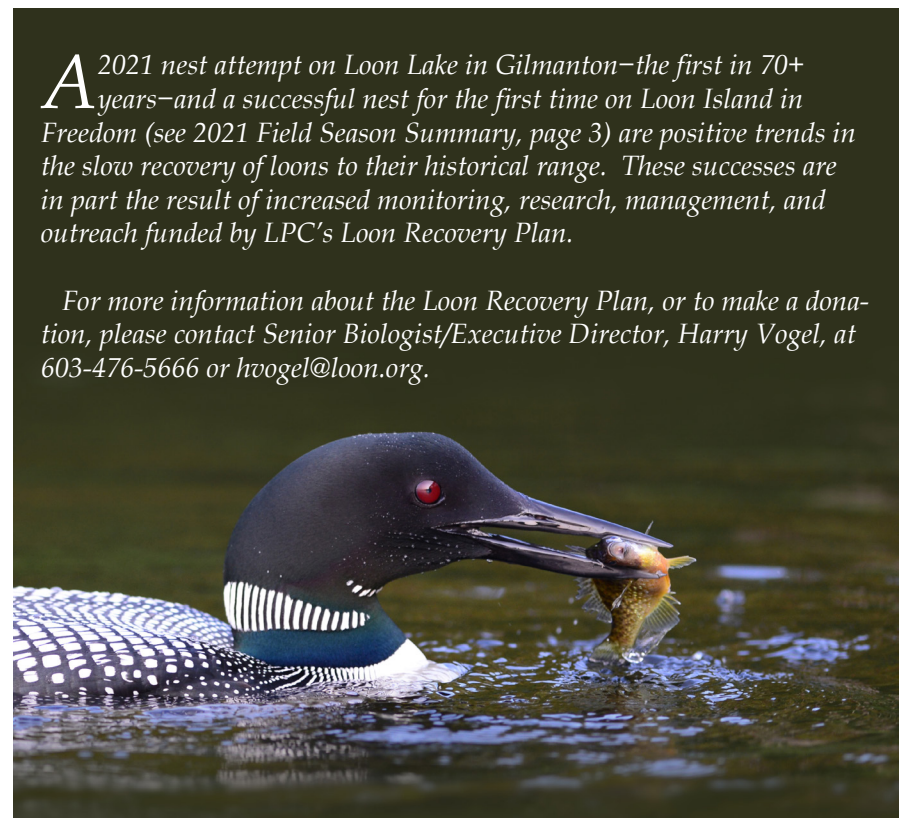 A 2021 nest attempt on Loon Lake in Gilmanton–the first in 70+
years–and a successful nest for the first time on Loon Island in
Freedom (see 2021 Field Season Summary, page 3) are positive trends in
the slow recovery of loons to their historical range.  These successes are
in part the result of increased monitoring, research, management, and
outreach funded by LPC’s Loon Recovery Plan.
For more information about the Loon Recovery Plan, or to make a dona-
tion, please contact Senior Biologist/Executive Director, Harry Vogel, at
603-476-5666 or hvogel@loon.org.